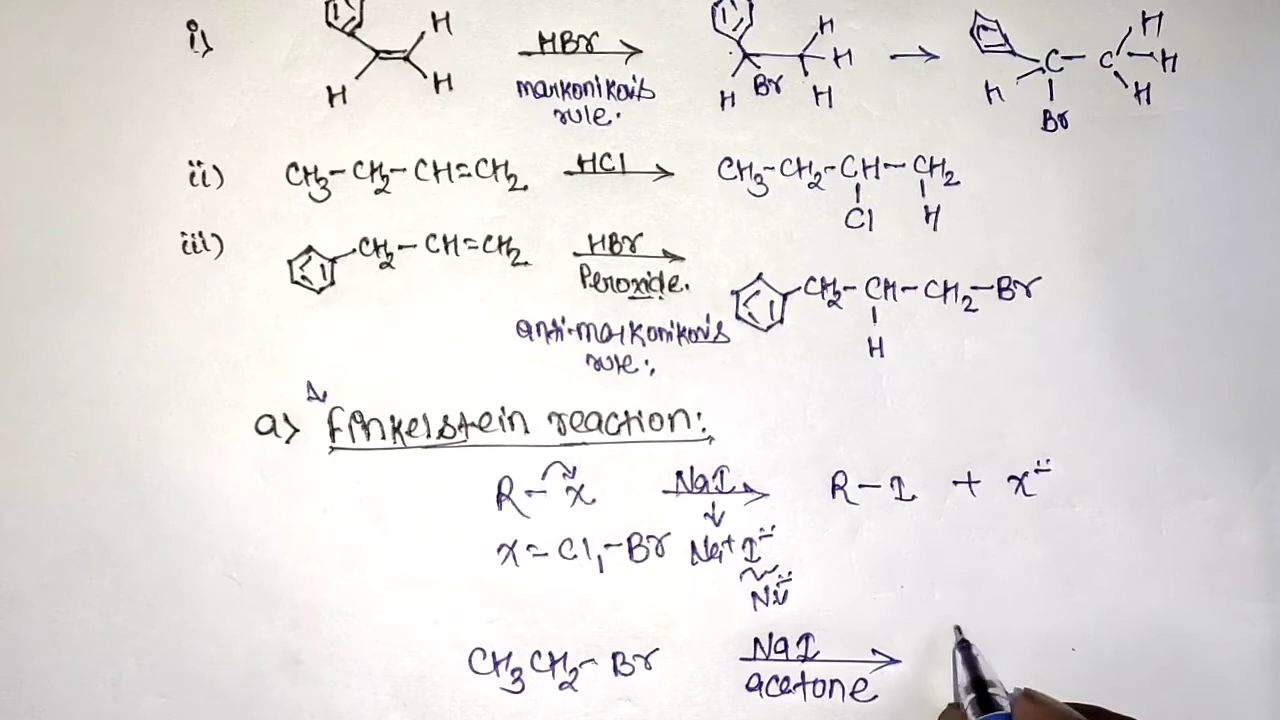 i)  H  H  H  HBr →  H  H  Br  H  H  →  C – C  H  H  H  H
markonikovis rule.  Br
ii) CH3-CH2-CH=CH2  HCl →  CH3-CH2-CH-CH2
Cl  H
iii) CH2-CH=CH2  HBr →  CH2-CH-CH2-Br
Peroxide.
anti-markonikovis rule:  H
a) Finkelstein reaction:
R-X  NaI →  R-I + X⁻
X = Cl, -Br  Na+ I⁻
Nu
CH3CH2-Br  NaI →
acetone